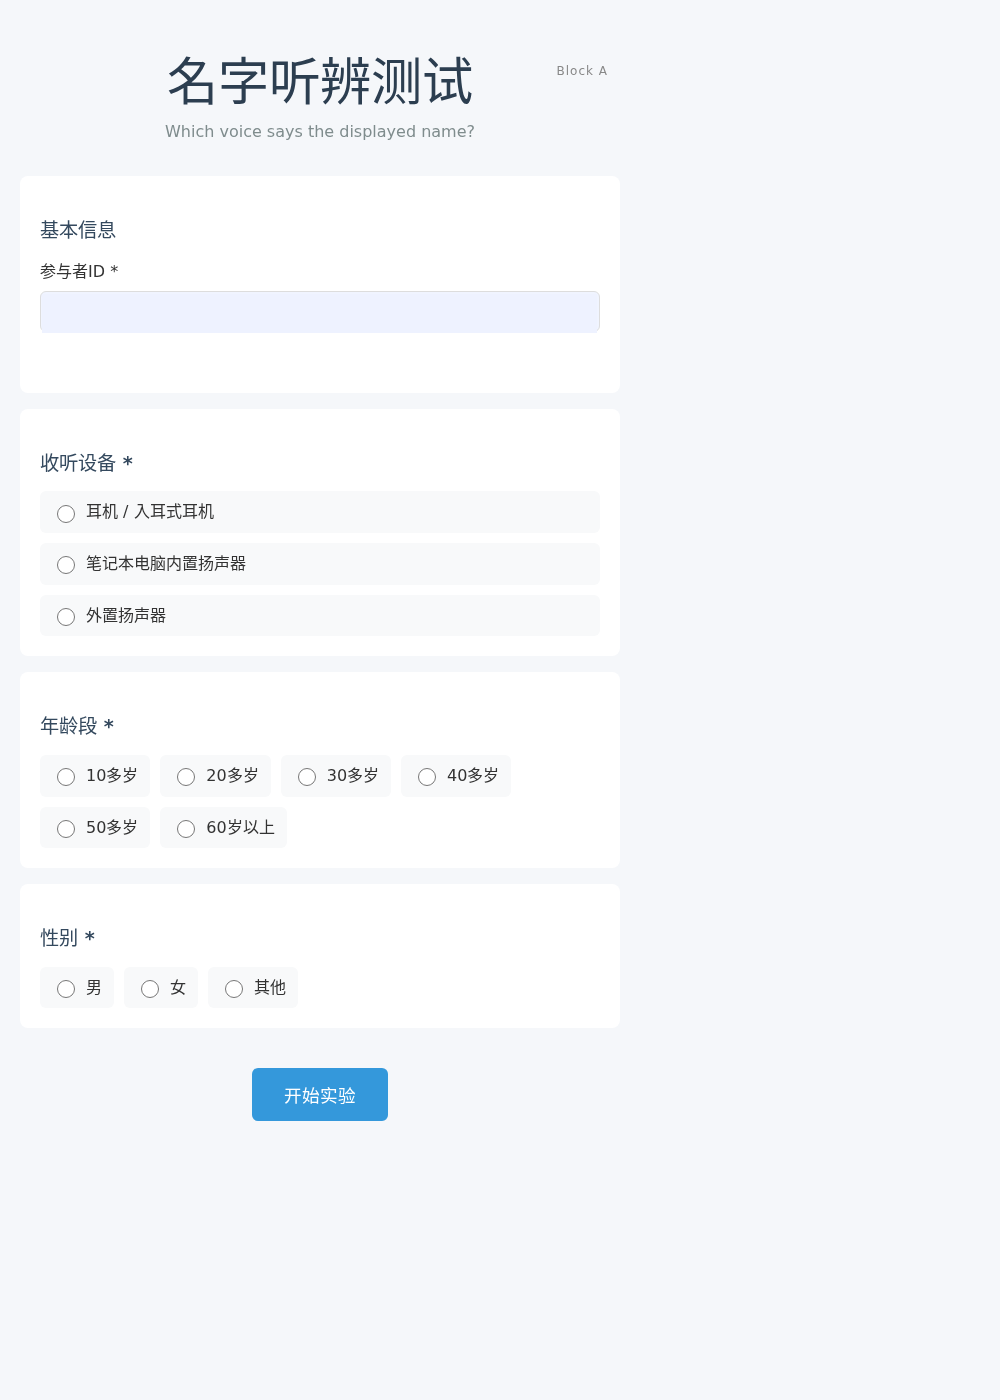 名字听辨测试
Block A
Which voice says the displayed name?
基本信息
参与者ID *
收听设备 *
耳机 / 入耳式耳机
笔记本电脑内置扬声器
外置扬声器
年龄段 *
10多岁 20多岁 30多岁 40多岁
50多岁 60岁以上
性别 *
男 女 其他
开始实验